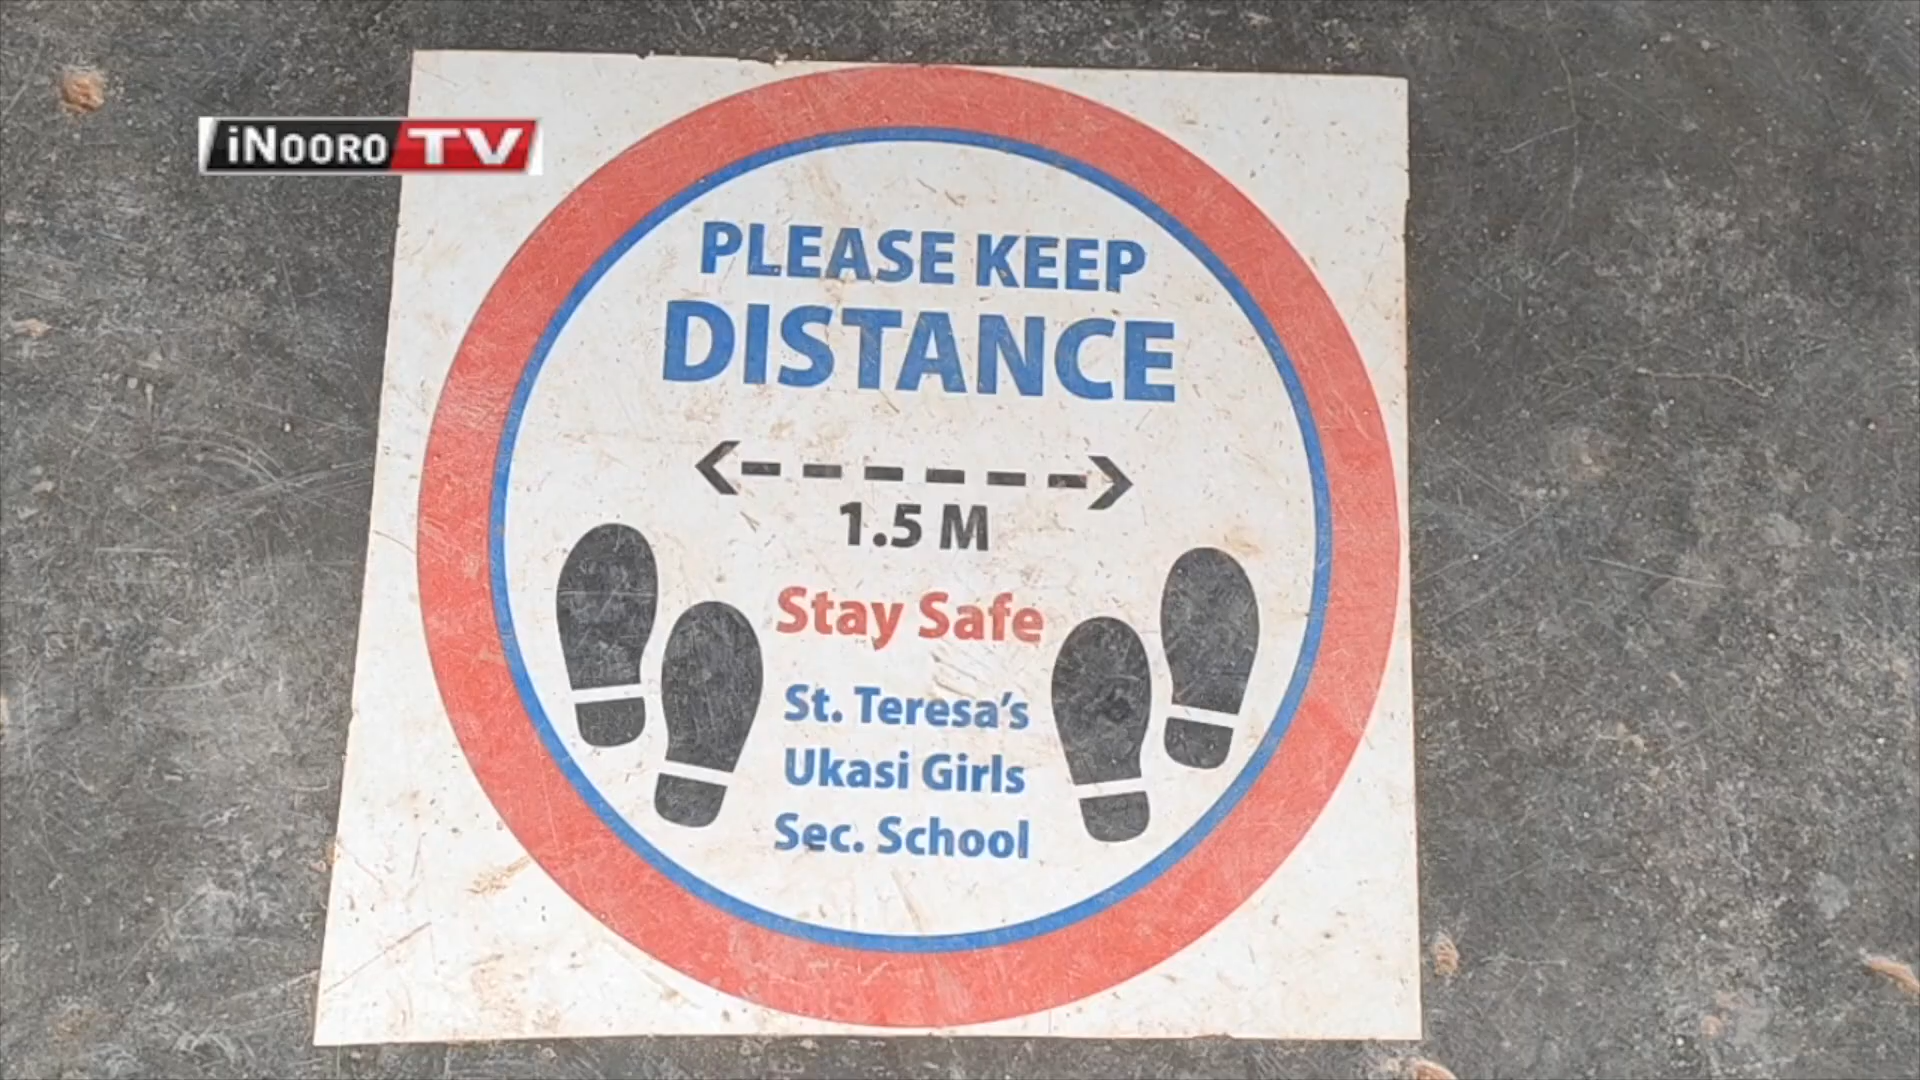 iNOORO TV
PLEASE KEEP
DISTANCE
1.5 M
Stay Safe
St. Teresa's
Ukasi Girls
Sec. School